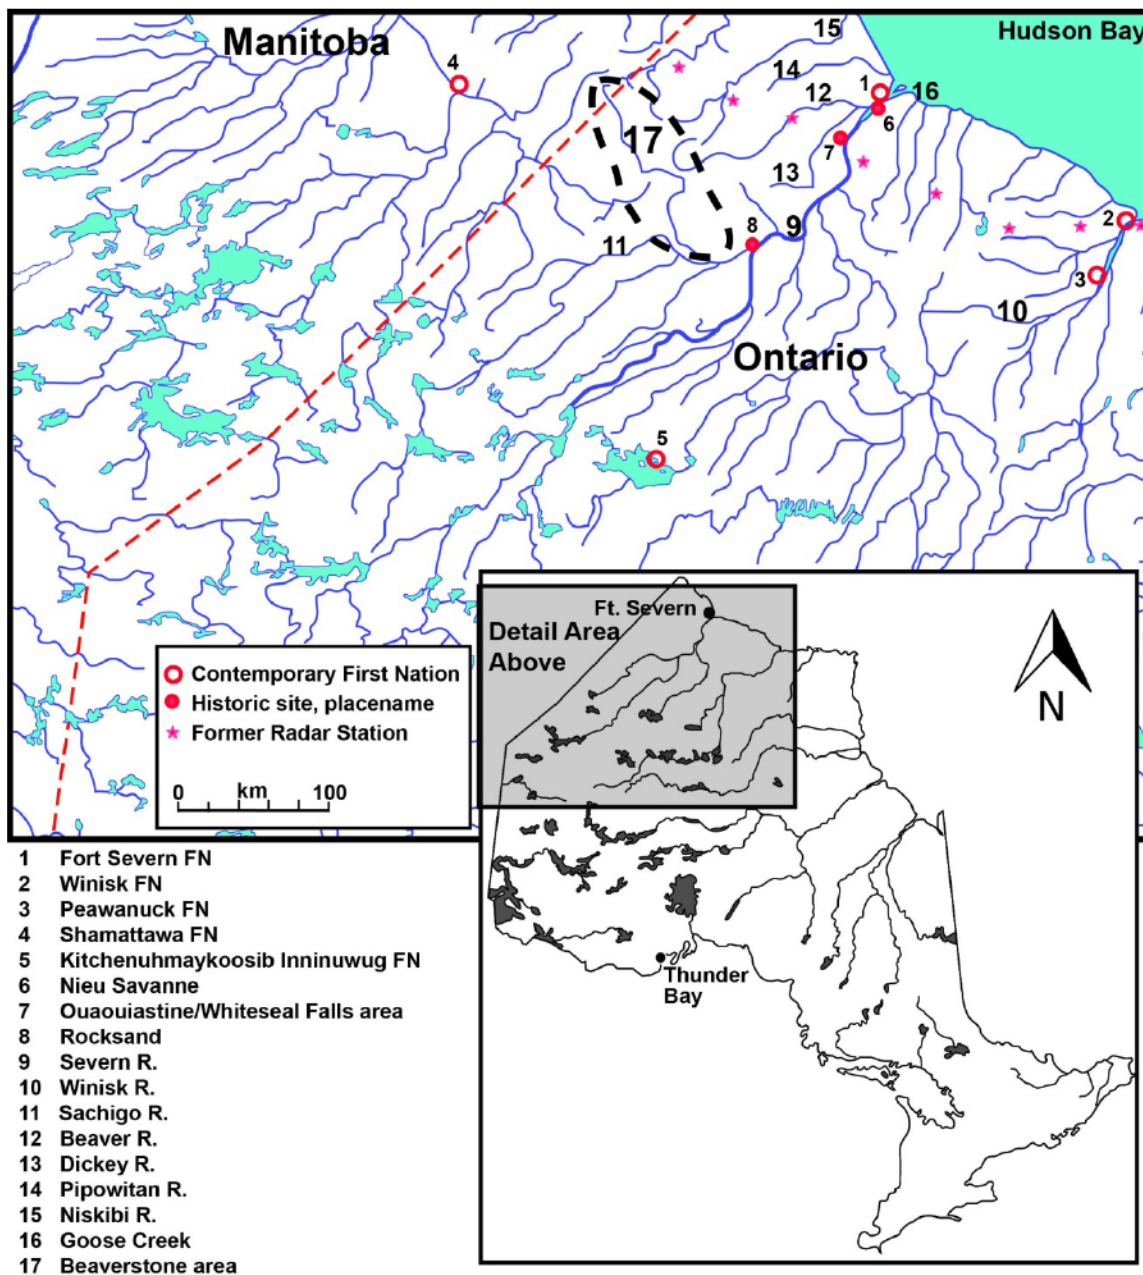 Manitoba
Hudson Bay
15
4
14
1
16
12
6
17
7
13
2
9
8
11
3
10
Ontario
5
Contemporary First Nation
Historic site, placename
Former Radar Station
km
0 100
Ft. Severn
Detail Area
Above
N
Thunder
Bay
1 Fort Severn FN
2 Winisk FN
3 Peawanuck FN
4 Shamattawa FN
5 Kitchenuhmaykoosib Inninuwug FN
6 Nieu Savanne
7 Ouaouiastine/Whiteseal Falls area
8 Rocksand
9 Severn R.
10 Winisk R.
11 Sachigo R.
12 Beaver R.
13 Dickey R.
14 Pipowitan R.
15 Niskibi R.
16 Goose Creek
17 Beaverstone area